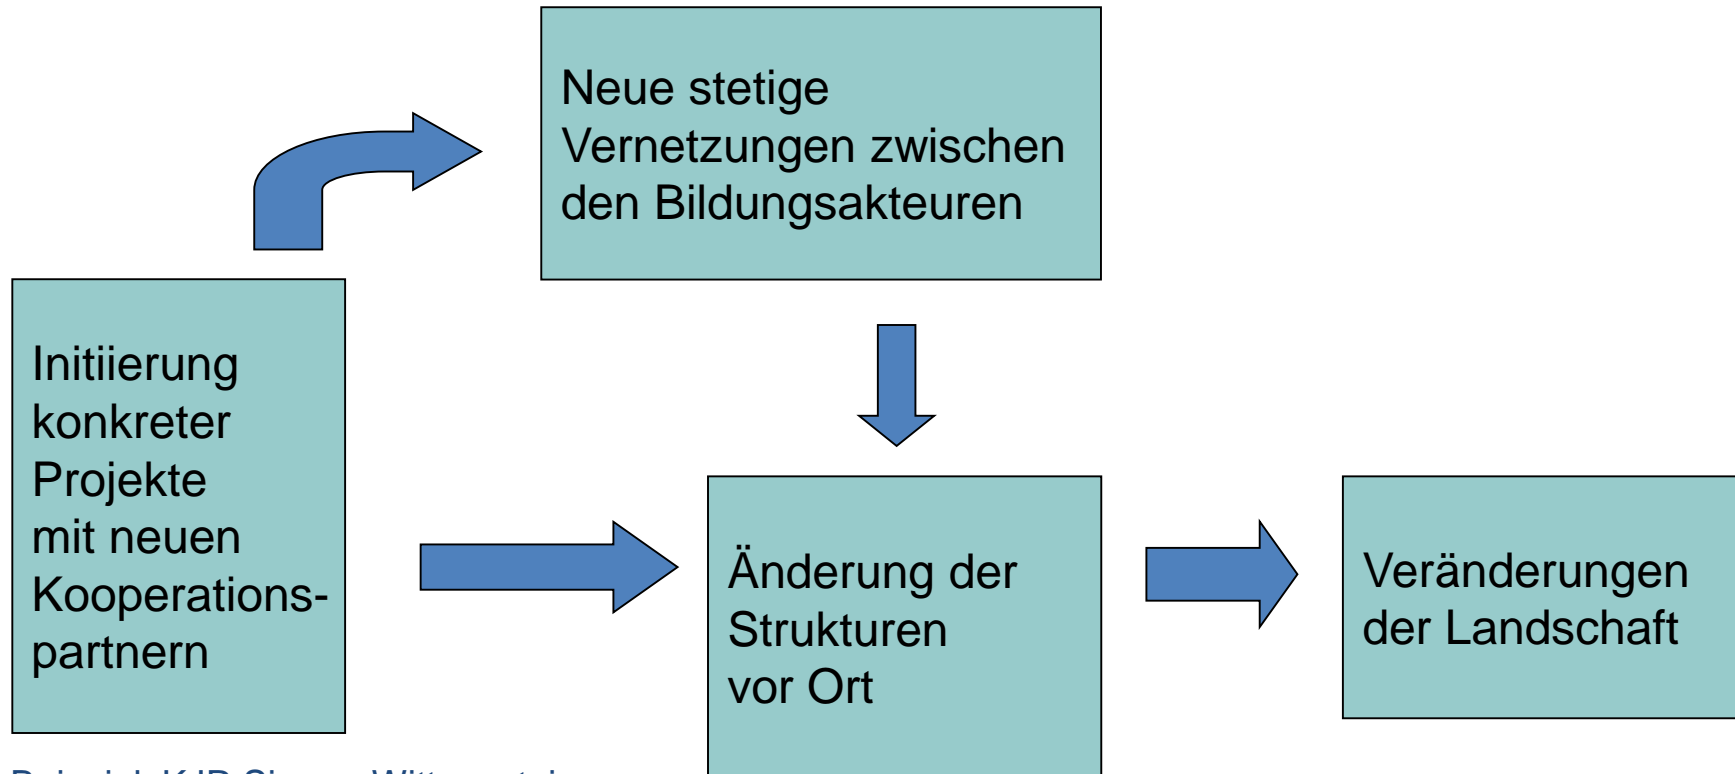 Neue stetige
Vernetzungen zwischen
den Bildungsakteuren
Initiierung
konkreter
Projekte
mit neuen
Kooperations-
partnern
Änderung der
Strukturen
vor Ort
Veränderungen
der Landschaft